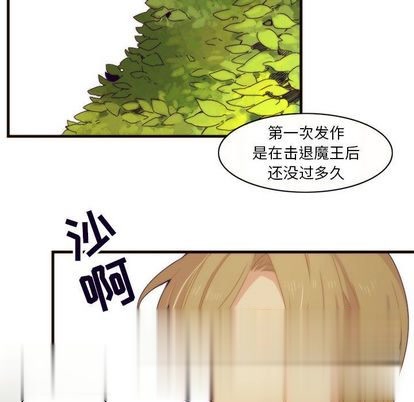 第一次发作
是在击退魔王后
还没过多久
沙
啊